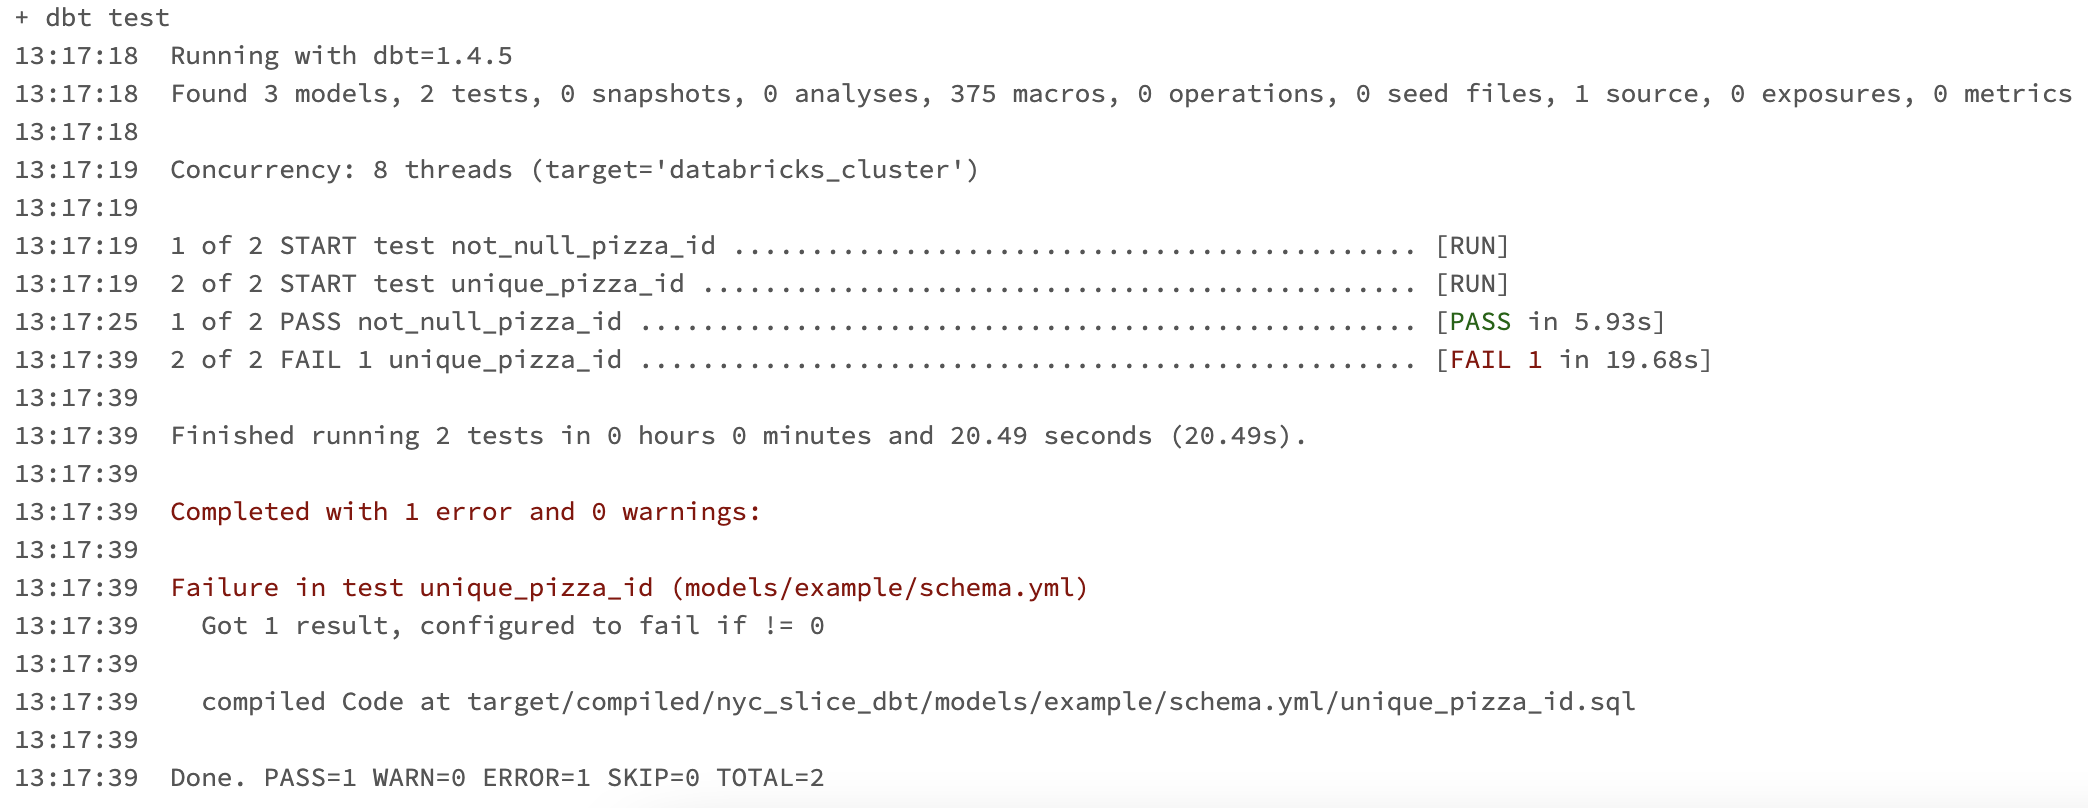 + dbt test
13:17:18  Running with dbt=1.4.5
13:17:18  Found 3 models, 2 tests, 0 snapshots, 0 analyses, 375 macros, 0 operations, 0 seed files, 1 source, 0 exposures, 0 metrics
13:17:18
13:17:19  Concurrency: 8 threads (target='databricks_cluster')
13:17:19
13:17:19  1 of 2 START test not_null_pizza_id ............................................ [RUN]
13:17:19  2 of 2 START test unique_pizza_id .............................................. [RUN]
13:17:25  1 of 2 PASS not_null_pizza_id .................................................. [PASS in 5.93s]
13:17:39  2 of 2 FAIL 1 unique_pizza_id .................................................. [FAIL 1 in 19.68s]
13:17:39
13:17:39  Finished running 2 tests in 0 hours 0 minutes and 20.49 seconds (20.49s).
13:17:39
13:17:39  Completed with 1 error and 0 warnings:
13:17:39
13:17:39  Failure in test unique_pizza_id (models/example/schema.yml)
13:17:39    Got 1 result, configured to fail if != 0
13:17:39
13:17:39    compiled Code at target/compiled/nyc_slice_dbt/models/example/schema.yml/unique_pizza_id.sql
13:17:39
13:17:39  Done. PASS=1 WARN=0 ERROR=1 SKIP=0 TOTAL=2